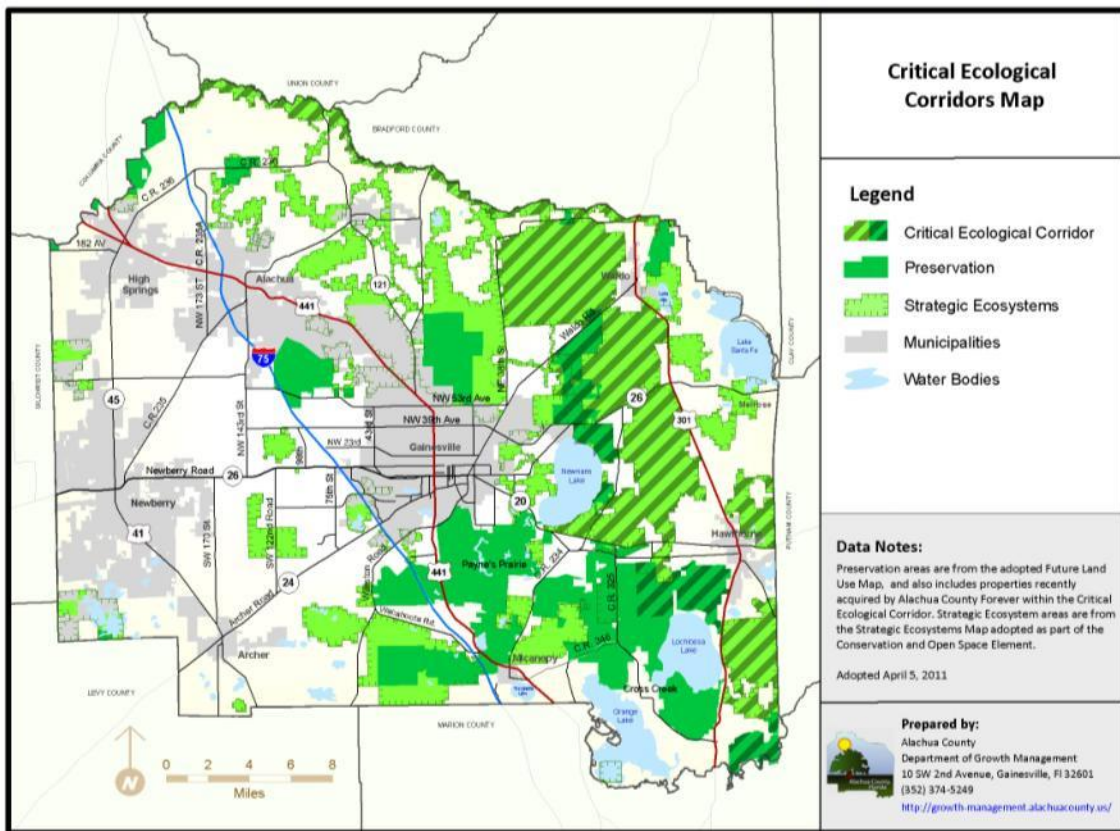 Critical Ecological
Corridors Map
Legend
Critical Ecological Corridor
Preservation
Strategic Ecosystems
Municipalities
Water Bodies
Data Notes:
Preservation areas are from the adopted Future Land
Use Map, and also includes properties recently
acquired by Alachua County Forever within the Critical
Ecological Corridor. Strategic Ecosystem areas are from
the Strategic Ecosystems Map adopted as part of the
Conservation and Open Space Element.
Adopted April 5, 2011
Prepared by:
Alachua County
Department of Growth Management
10 SW 2nd Avenue, Gainesville, Fl 32601
(352) 374-5249
http://growth-management.alachuacounty.us/
Alachua County
Florida
UNION COUNTY
BRADFORD COUNTY
COLUMBIA COUNTY
C.R. 236
C.R. 235
182 AV
High
Springs
NW 173 ST
C.R. 235A
Alachua
441
121
Waldo
Waldo Rd
Lake
Santa Fe
CLAY COUNTY
GILCHRIST COUNTY
75
45
C.R.235
NW 143rd St
NW 53rd Ave
NW 39th Ave
43rd St
NW 23rd
98th
75th St
Gainesville
26
301
Melrose
Newberry Road
26
Newberry
Newnans
Lake
20
41
SW 170 St
SW 122nd Road
24
Archer Road
Archer
Williston Road
Wacahoota Rd.
441
Payne's Prairie
C.R. 234
C.R. 325
C.R. 346
Hawthorne
PUTNAM COUNTY
Lochloosa
Lake
Micanopy
Cross Creek
Orange
Lake
LEVY COUNTY
MARION COUNTY
N
0 2 4 6 8
Miles